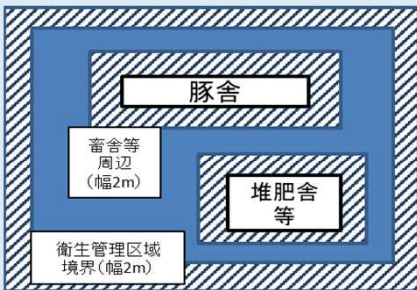 豚舎
畜舎等
周辺
(幅2m)
堆肥舎
等
衛生管理区域
境界(幅2m)